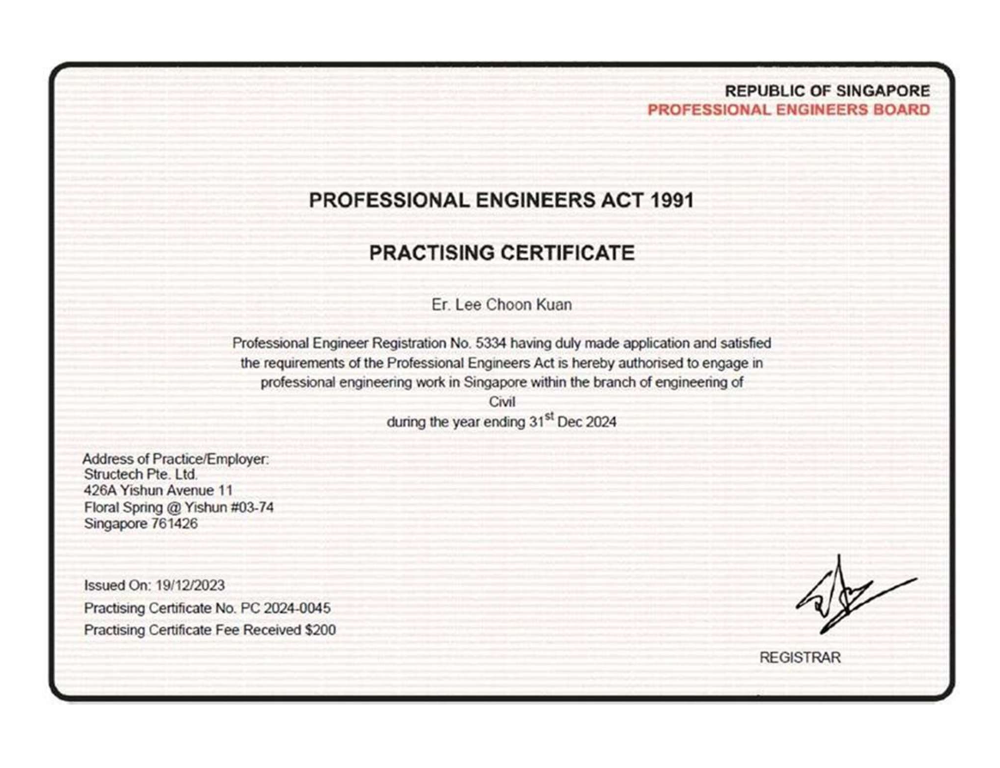 REPUBLIC OF SINGAPORE
PROFESSIONAL ENGINEERS BOARD
PROFESSIONAL ENGINEERS ACT 1991
PRACTISING CERTIFICATE
Er. Lee Choon Kuan
Professional Engineer Registration No. 5334 having duly made application and satisfied
the requirements of the Professional Engineers Act is hereby authorised to engage in
professional engineering work in Singapore within the branch of engineering of
Civil
during the year ending 31st Dec 2024
Address of Practice/Employer:
Structech Pte. Ltd.
426A Yishun Avenue 11
Floral Spring @ Yishun #03-74
Singapore 761426
Issued On: 19/12/2023
Practising Certificate No. PC 2024-0045
Practising Certificate Fee Received $200
REGISTRAR